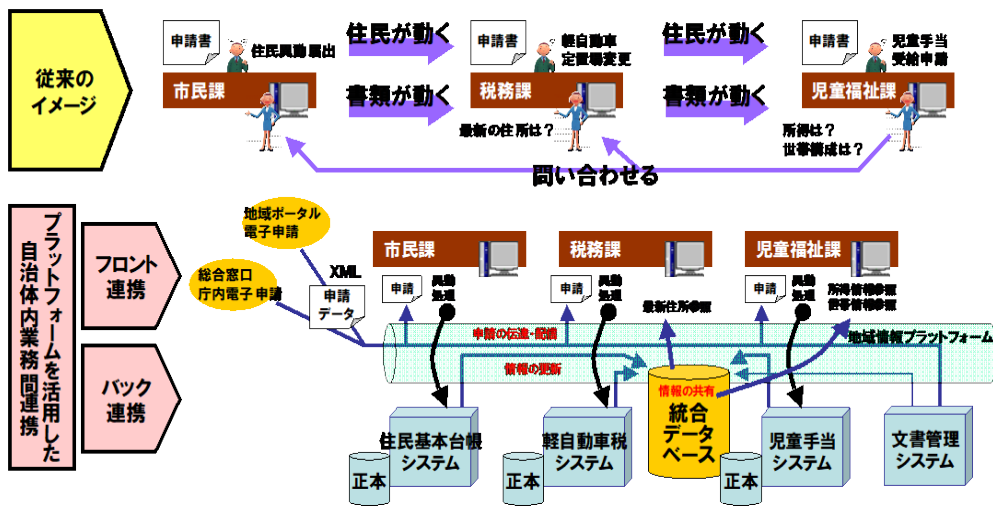 従来の
イメージ
申請書
住民異動届出
市民課
住民が動く
書類が動く
申請書
軽自動車
定置場変更
税務課
最新の住所は?
住民が動く
書類が動く
申請書
児童手当
受給申請
児童福祉課
所得は?
世帯構成は?
問い合わせる
プラットフォームを活用した
自治体内業務間連携
フロント
連携
バック
連携
地域ポータル
電子申請
総合窓口
庁内電子申請
XML
申請
データ
市民課
申請
異動
処理
税務課
申請
異動
処理
最新住所参照
児童福祉課
申請
異動
処理
所得情報参照
世帯情報参照
申請の伝達・記載
地域情報プラットフォーム
情報の更新
情報の共有
統合
データ
ベース
住民基本台帳
システム
正本
軽自動車税
システム
正本
児童手当
システム
正本
文書管理
システム